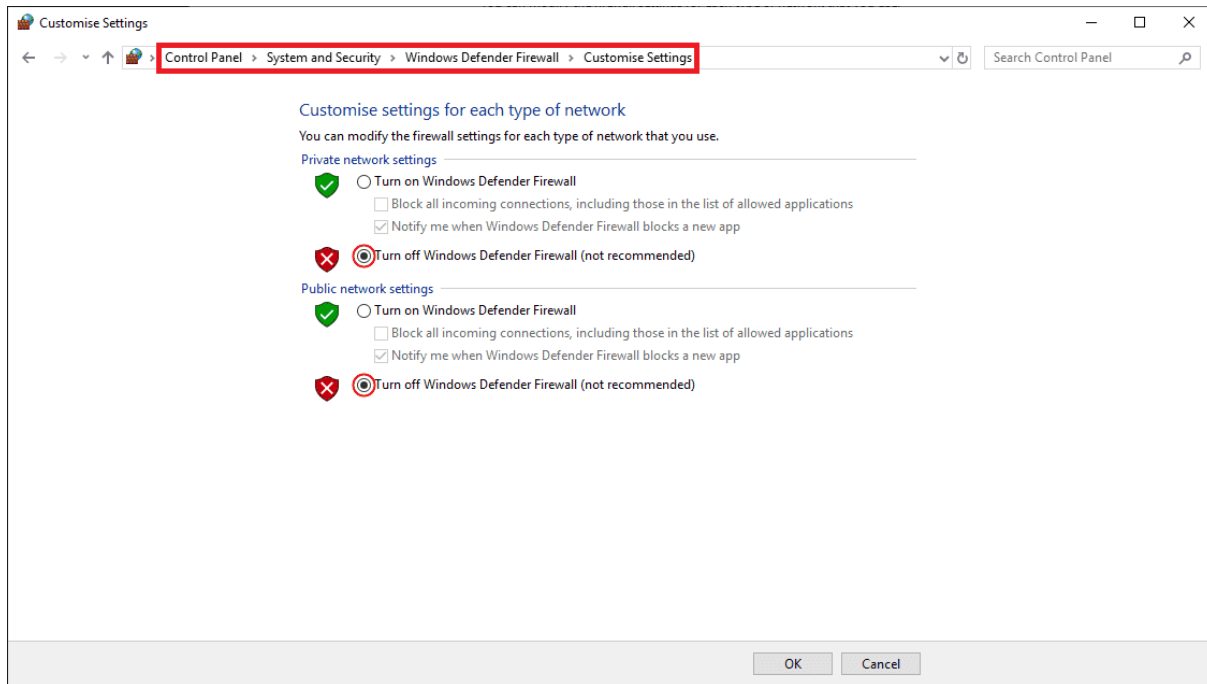 Customise Settings
Control Panel > System and Security > Windows Defender Firewall > Customise Settings
Search Control Panel
Customise settings for each type of network
You can modify the firewall settings for each type of network that you use.
Private network settings
Turn on Windows Defender Firewall
Block all incoming connections, including those in the list of allowed applications
Notify me when Windows Defender Firewall blocks a new app
Turn off Windows Defender Firewall (not recommended)
Public network settings
Turn on Windows Defender Firewall
Block all incoming connections, including those in the list of allowed applications
Notify me when Windows Defender Firewall blocks a new app
Turn off Windows Defender Firewall (not recommended)
OK
Cancel